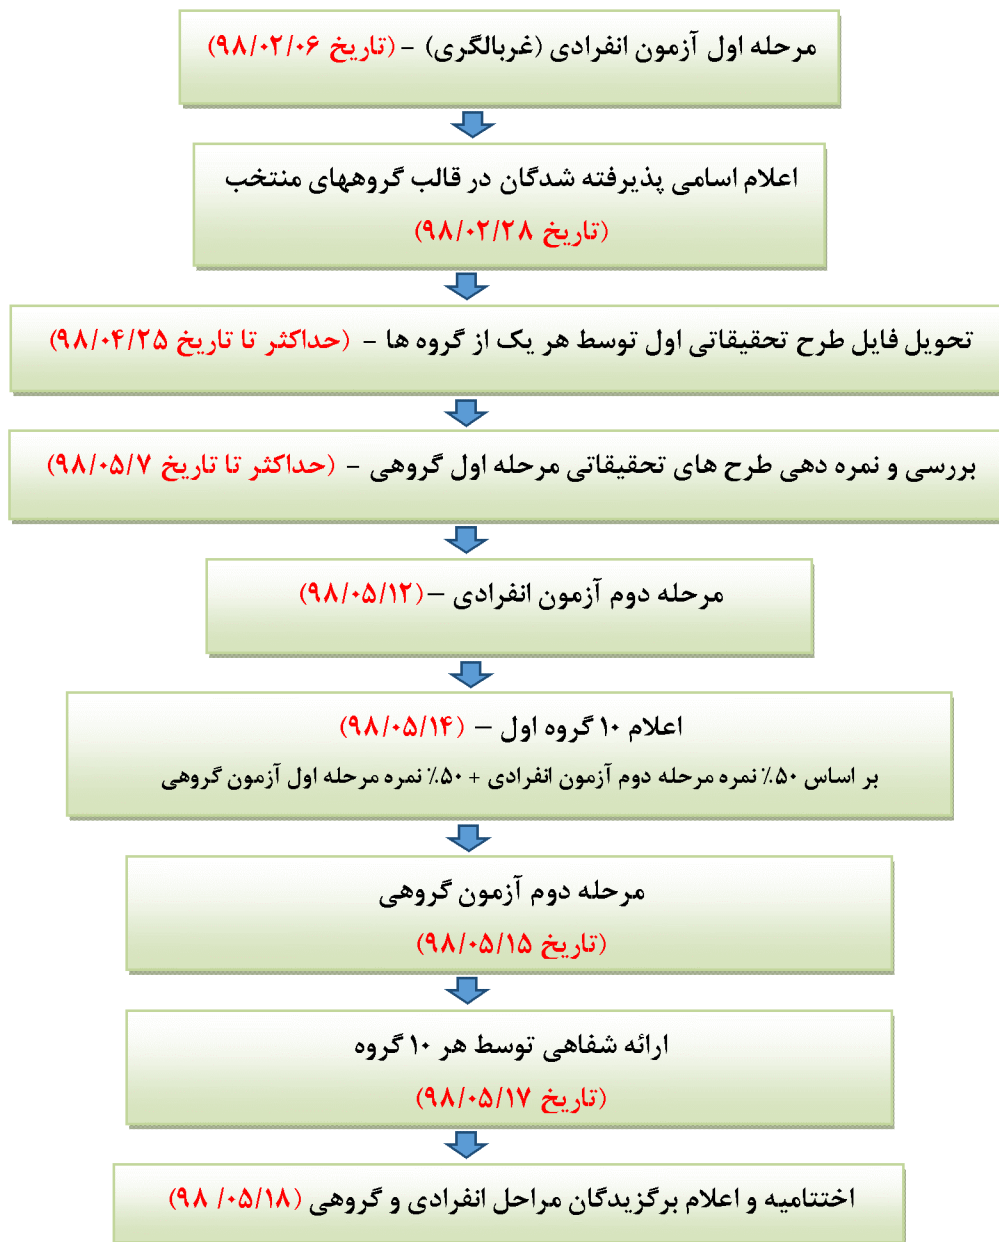 مرحله اول آزمون انفرادی (غربالگری) - (تاریخ ۹۸/۰۲/۰۶)
اعلام اسامی پذیرفته شدگان در قالب گروههای منتخب
(تاریخ ۹۸/۰۲/۲۸)
تحویل فایل طرح تحقیقاتی اول توسط هر یک از گروه ها - (حداکثر تا تاریخ ۹۸/۰۴/۲۵)
بررسی و نمره دهی طرح های تحقیقاتی مرحله اول گروهی - (حداکثر تا تاریخ ۹۸/۰۵/۷)
مرحله دوم آزمون انفرادی –(۹۸/۰۵/۱۲)
اعلام ۱۰ گروه اول – (۹۸/۰۵/۱۴)
بر اساس ۵۰٪ نمره مرحله دوم آزمون انفرادی + ۵۰٪ نمره مرحله اول آزمون گروهی
مرحله دوم آزمون گروهی
(تاریخ ۹۸/۰۵/۱۵)
ارائه شفاهی توسط هر ۱۰ گروه
(تاریخ ۹۸/۰۵/۱۷)
اختتامیه و اعلام برگزیدگان مراحل انفرادی و گروهی (۹۸ /۰۵/۱۸)